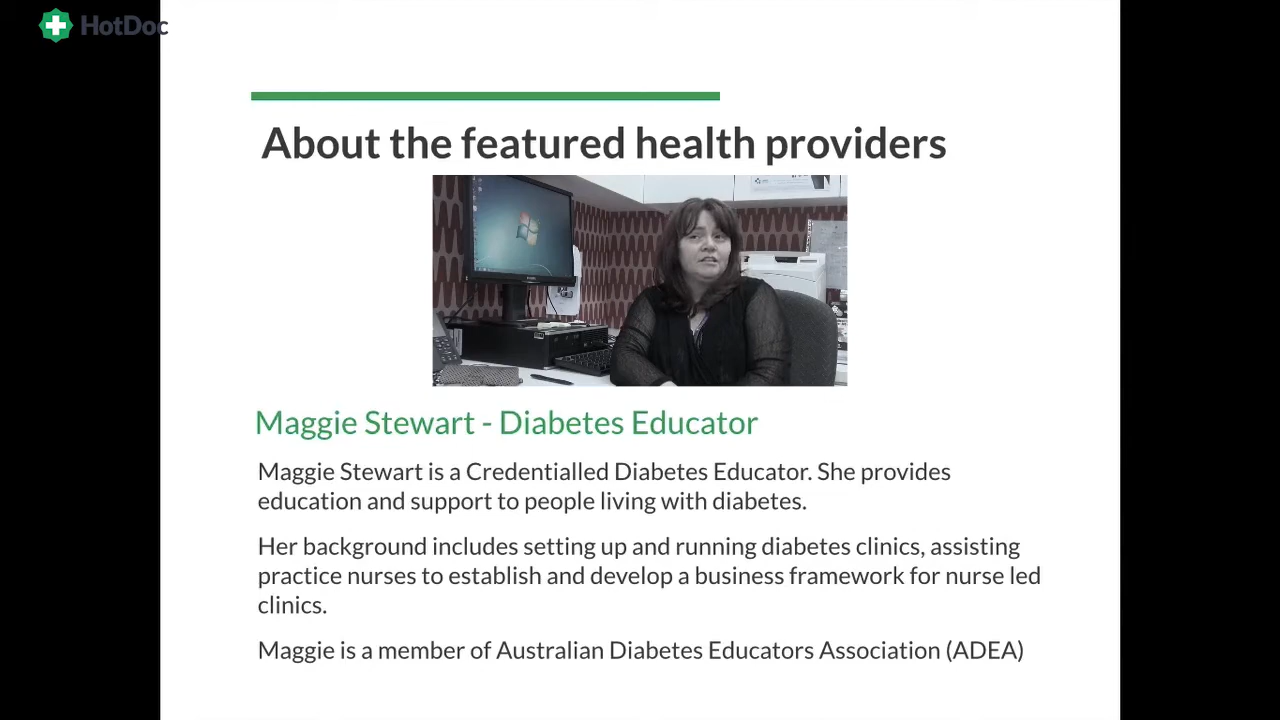 HotDoc
About the featured health providers
Maggie Stewart - Diabetes Educator
Maggie Stewart is a Credentialled Diabetes Educator. She provides
education and support to people living with diabetes.
Her background includes setting up and running diabetes clinics, assisting
practice nurses to establish and develop a business framework for nurse led
clinics.
Maggie is a member of Australian Diabetes Educators Association (ADEA)